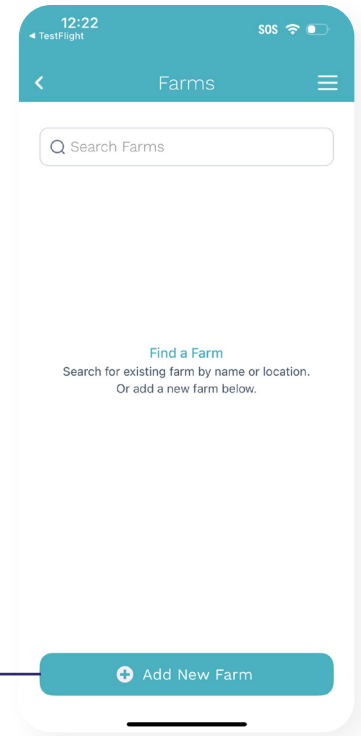 12:22
SOS
◀ TestFlight
Farms
Search Farms
Find a Farm
Search for existing farm by name or location.
Or add a new farm below.
Add New Farm